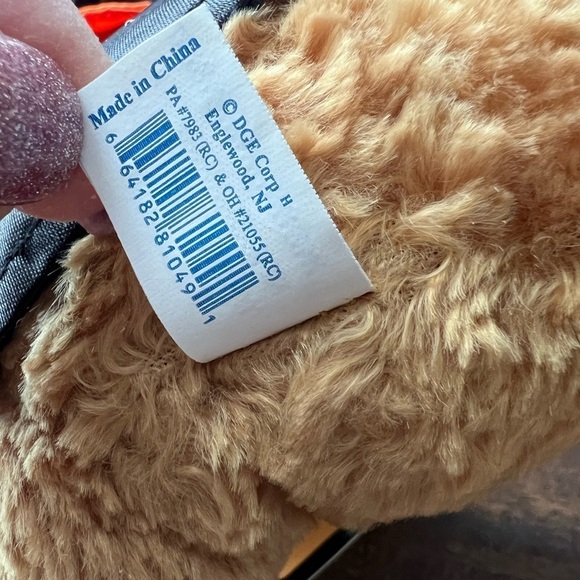 © DGE Corp H
Englewood, NJ
PA #7983 (RC) & OH #21055 (RC)
Made in China
6 64182 81049 1